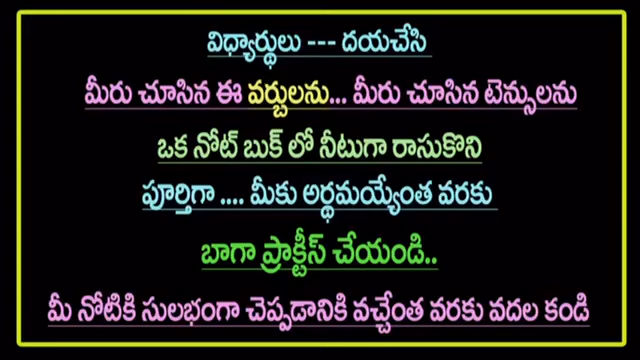 విధ్యార్థులు --- దయచేసి
మీరు చూసిన ఈ వర్బులను... మీరు చూసిన టెన్సులను
ఒక నోట్ బుక్ లో నీటుగా రాసుకొని
పూర్తిగా .... మీకు అర్థమయ్యేంత వరకు
బాగా ప్రాక్టీస్ చేయండి..
మీ నోటికి సులభంగా చెప్పడానికి వచ్చేంత వరకు వదల కండి